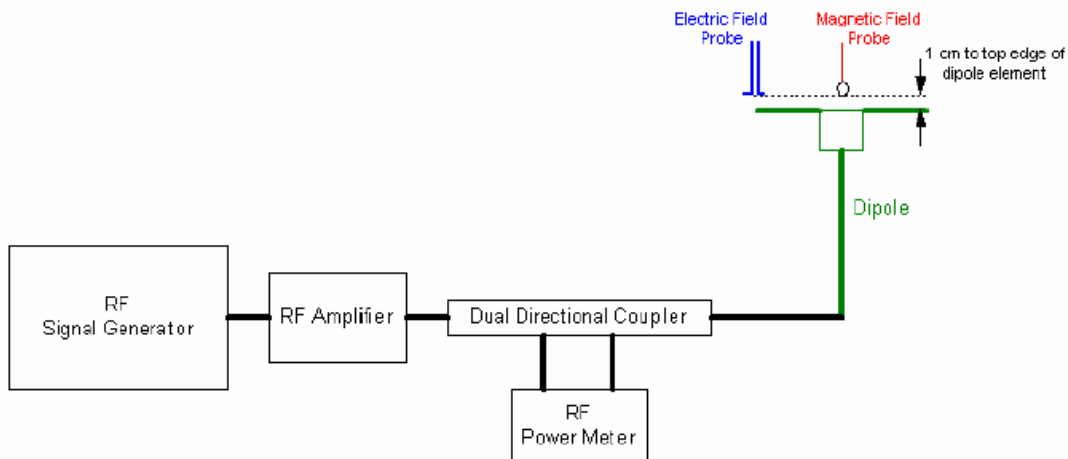 Electric Field
Probe
Magnetic Field
Probe
1 cm to top edge of
dipole element
Dipole
RF
Signal Generator
RF Amplifier
Dual Directional Coupler
RF
Power Meter